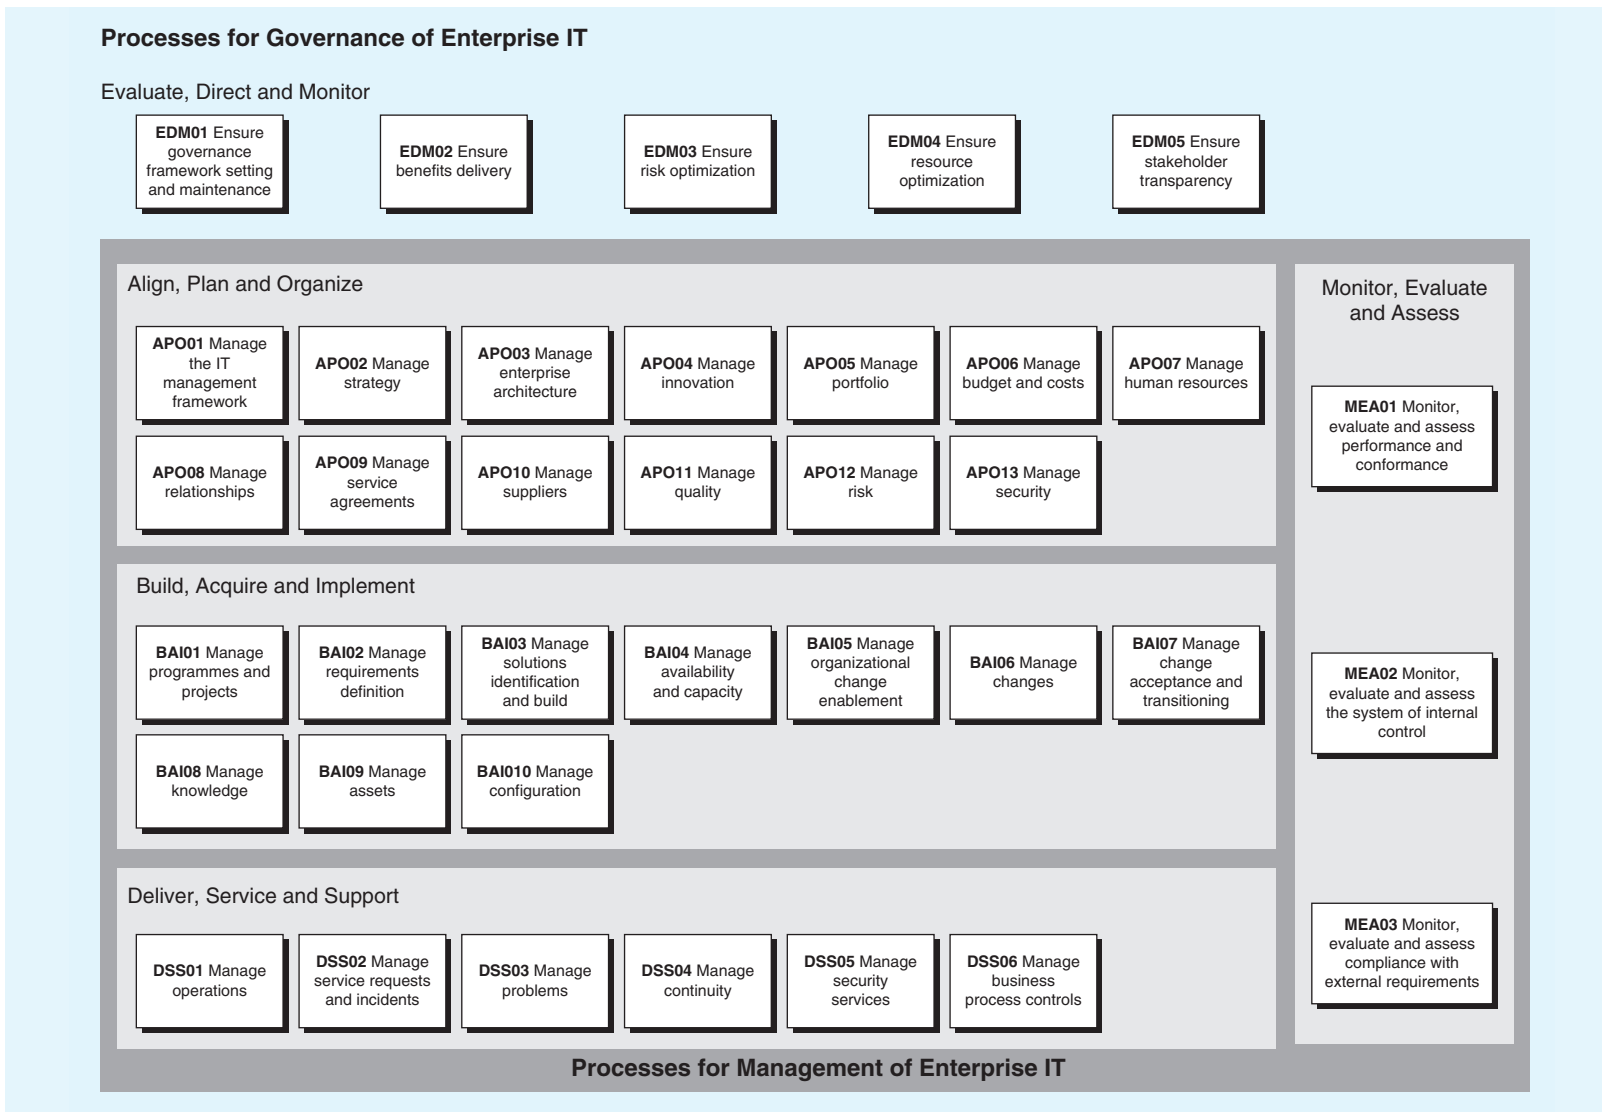 Processes for Governance of Enterprise IT
Evaluate, Direct and Monitor
EDM01 Ensure
governance
framework setting
and maintenance
EDM02 Ensure
benefits delivery
EDM03 Ensure
risk optimization
EDM04 Ensure
resource
optimization
EDM05 Ensure
stakeholder
transparency
Align, Plan and Organize
APO01 Manage
the IT
management
framework
APO02 Manage
strategy
APO03 Manage
enterprise
architecture
APO04 Manage
innovation
APO05 Manage
portfolio
APO06 Manage
budget and costs
APO07 Manage
human resources
APO08 Manage
relationships
APO09 Manage
service
agreements
APO10 Manage
suppliers
APO11 Manage
quality
APO12 Manage
risk
APO13 Manage
security
Build, Acquire and Implement
BAI01 Manage
programmes and
projects
BAI02 Manage
requirements
definition
BAI03 Manage
solutions
identification
and build
BAI04 Manage
availability
and capacity
BAI05 Manage
organizational
change
enablement
BAI06 Manage
changes
BAI07 Manage
change
acceptance and
transitioning
BAI08 Manage
knowledge
BAI09 Manage
assets
BAI010 Manage
configuration
Deliver, Service and Support
DSS01 Manage
operations
DSS02 Manage
service requests
and incidents
DSS03 Manage
problems
DSS04 Manage
continuity
DSS05 Manage
security
services
DSS06 Manage
business
process controls
Monitor, Evaluate
and Assess
MEA01 Monitor,
evaluate and assess
performance and
conformance
MEA02 Monitor,
evaluate and assess
the system of internal
control
MEA03 Monitor,
evaluate and assess
compliance with
external requirements
Processes for Management of Enterprise IT